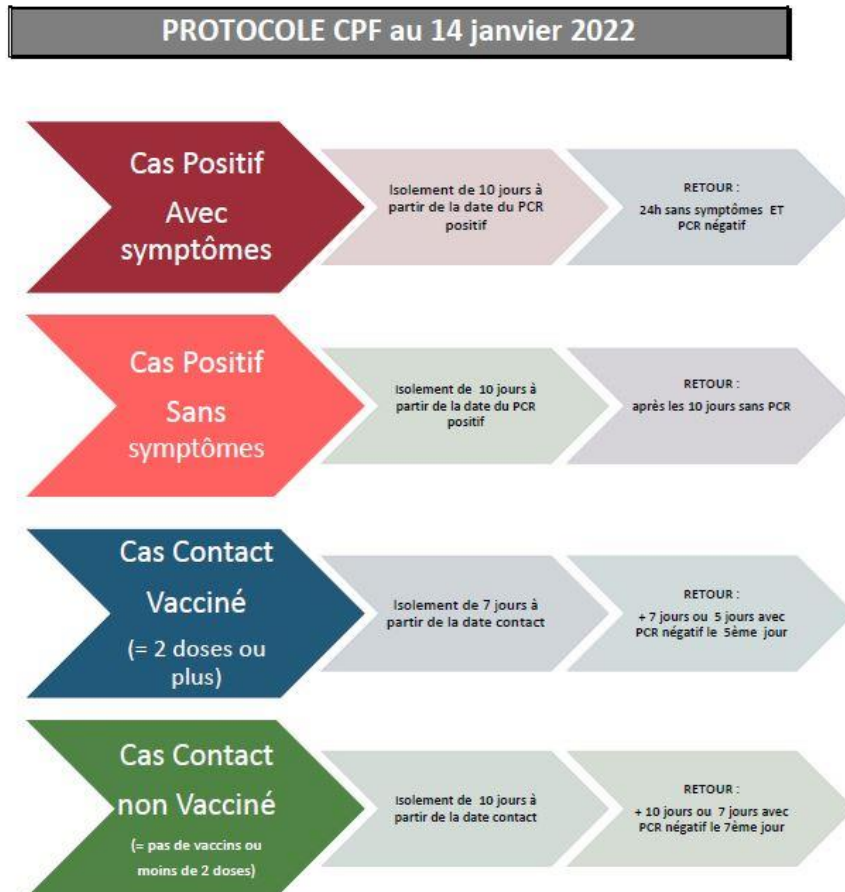 PROTOCOLE CPF au 14 janvier 2022
Cas Positif
Avec
symptômes
Isolement de 10 jours à
partir de la date du PCR
positif
RETOUR :
24h sans symptômes ET
PCR négatif
Cas Positif
Sans
symptômes
Isolement de 10 jours à
partir de la date du PCR
positif
RETOUR :
après les 10 jours sans PCR
Cas Contact
Vacciné
(= 2 doses ou
plus)
Isolement de 7 jours à
partir de la date contact
RETOUR :
+ 7 jours ou 5 jours avec
PCR négatif le 5ème jour
Cas Contact
non Vacciné
(= pas de vaccins ou
moins de 2 doses)
Isolement de 10 jours à
partir de la date contact
RETOUR :
+ 10 jours ou 7 jours avec
PCR négatif le 7ème jour